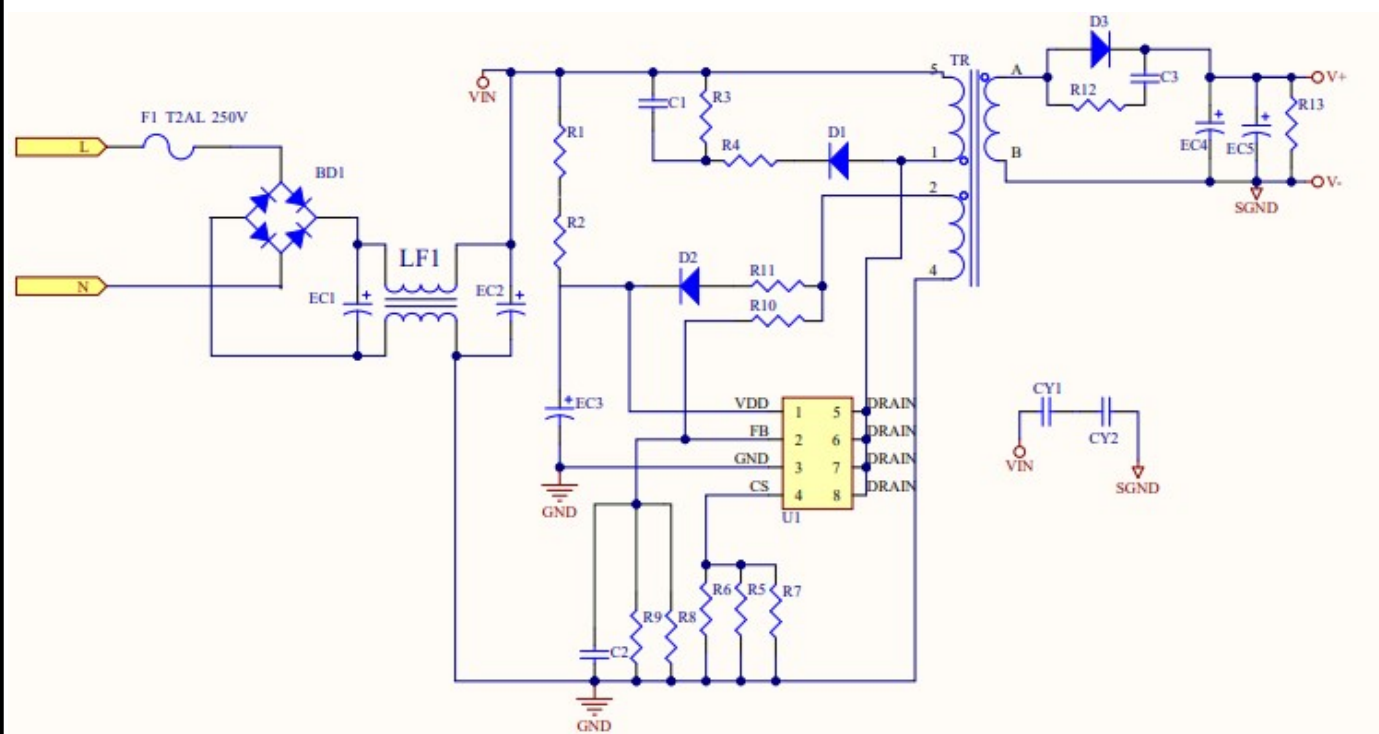 F1 T2AL 250V
L
N
BD1
EC1
LF1
EC2
VIN
R1
R2
C1
R3
R4
D1
D2
R11
R10
EC3
GND
VDD
FB
GND
CS
1
2
3
4
5
6
7
8
DRAIN
DRAIN
DRAIN
DRAIN
U1
TR
5
1
2
4
A
B
D3
R12
C3
EC4
EC5
R13
V+
V-
SGND
CY1
CY2
VIN
SGND
C2
R9
R8
R6
R5
R7
GND